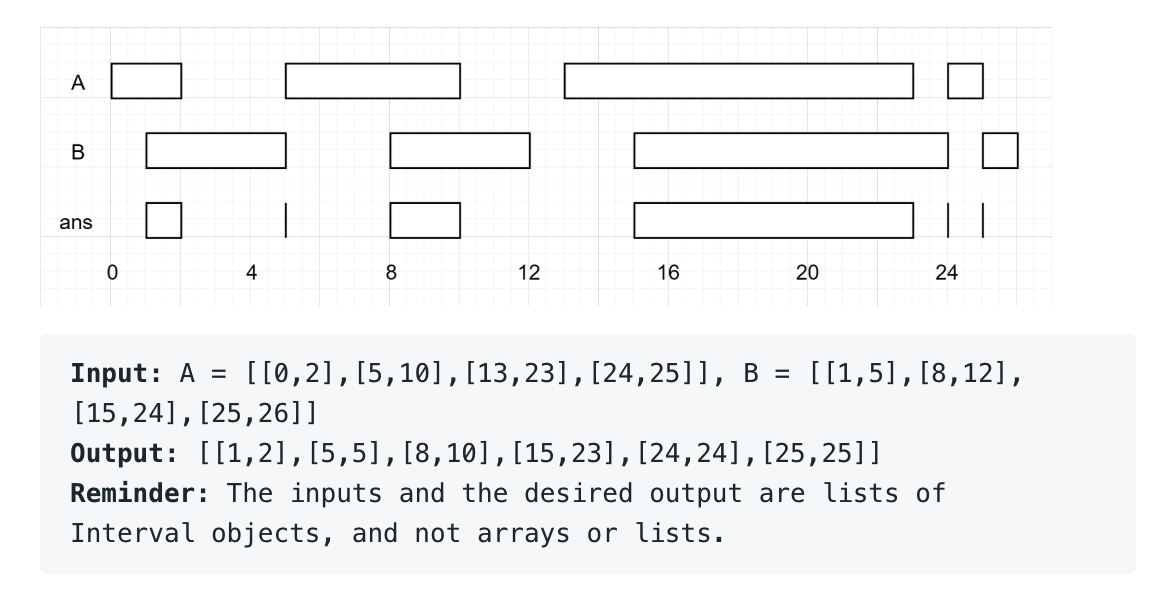 A
B
ans
0 4 8 12 16 20 24
Input: A = [[0,2],[5,10],[13,23],[24,25]], B = [[1,5],[8,12],
[15,24],[25,26]]
Output: [[1,2],[5,5],[8,10],[15,23],[24,24],[25,25]]
Reminder: The inputs and the desired output are lists of
Interval objects, and not arrays or lists.